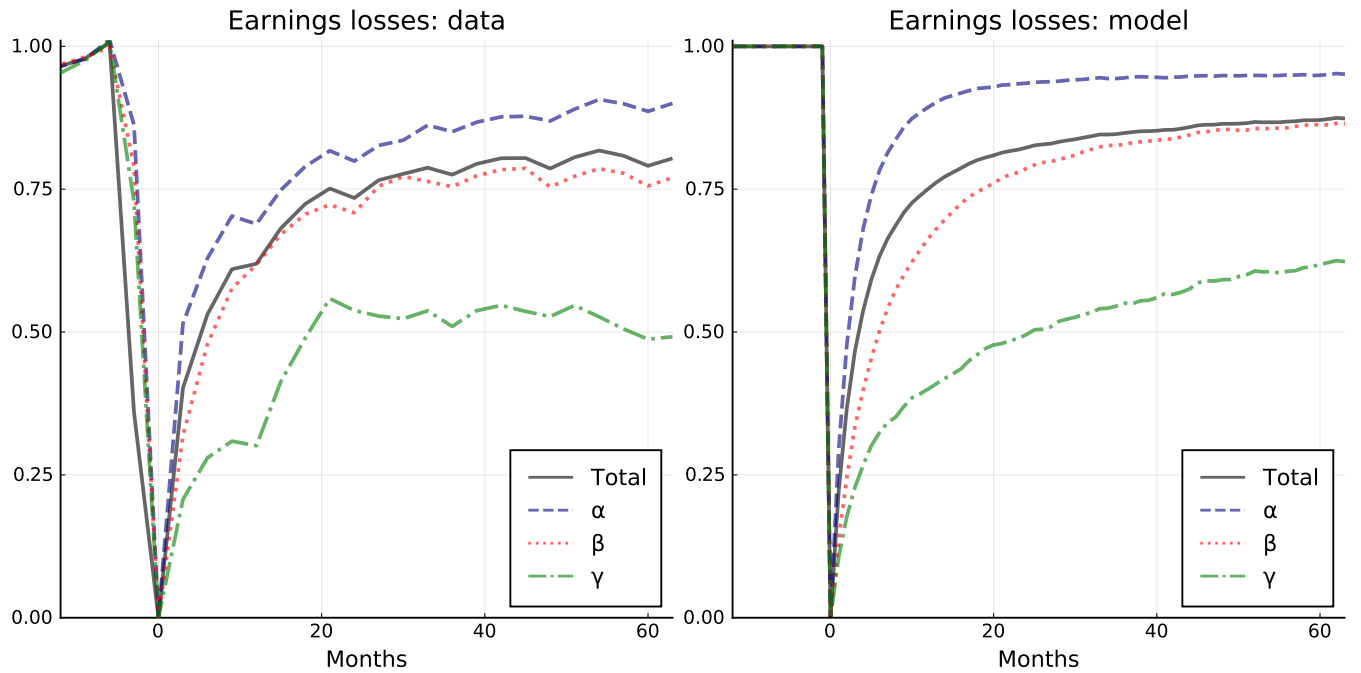 Earnings losses: data
1.00
0.75
0.50
0.25
0.00
0
20
40
60
Months
Total
α
β
γ
Earnings losses: model
1.00
0.75
0.50
0.25
0.00
0
20
40
60
Months
Total
α
β
γ